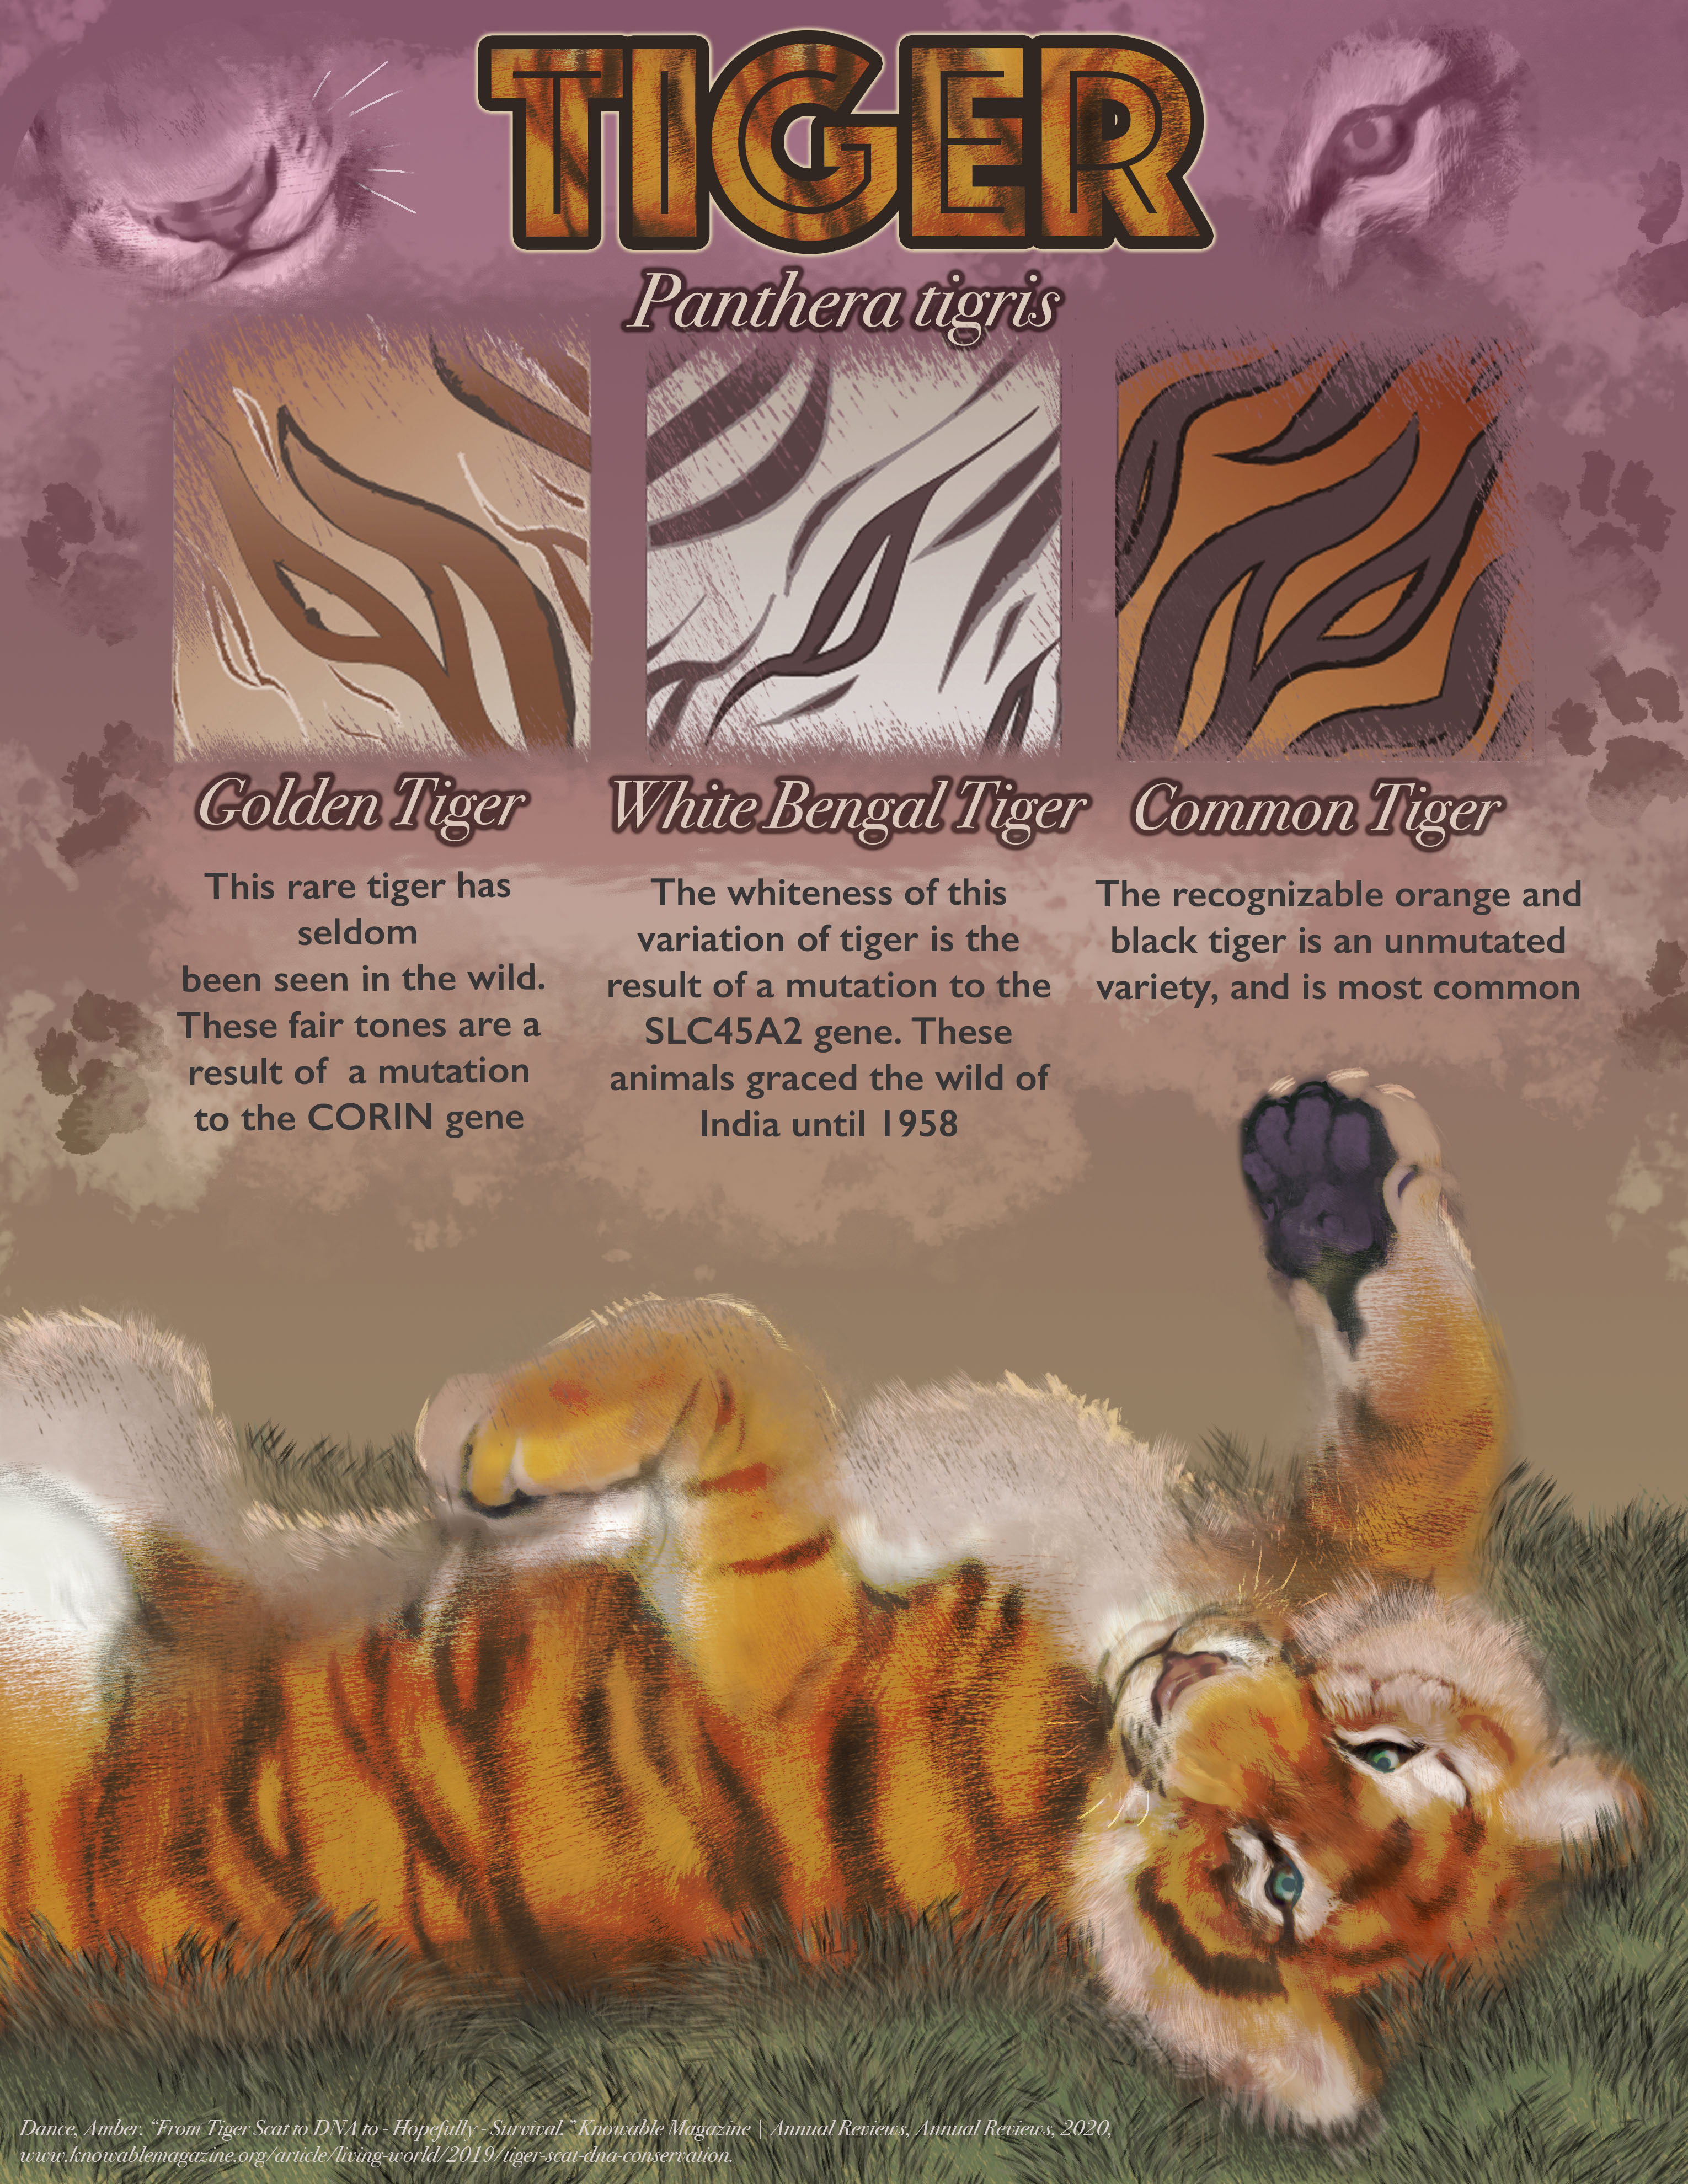 TIGER
Panthera tigris
Golden Tiger
This rare tiger has
seldom
been seen in the wild.
These fair tones are a
result of  a mutation
to the CORIN gene
White Bengal Tiger
The whiteness of this
variation of tiger is the
result of a mutation to the
SLC45A2 gene. These
animals graced the wild of
India until 1958
Common Tiger
The recognizable orange and
black tiger is an unmutated
variety, and is most common
Dance, Amber. “From Tiger Scat to DNA to - Hopefully - Survival.” Knowable Magazine | Annual Reviews, Annual Reviews, 2020,
www.knowablemagazine.org/article/living-world/2019/tiger-scat-dna-conservation.